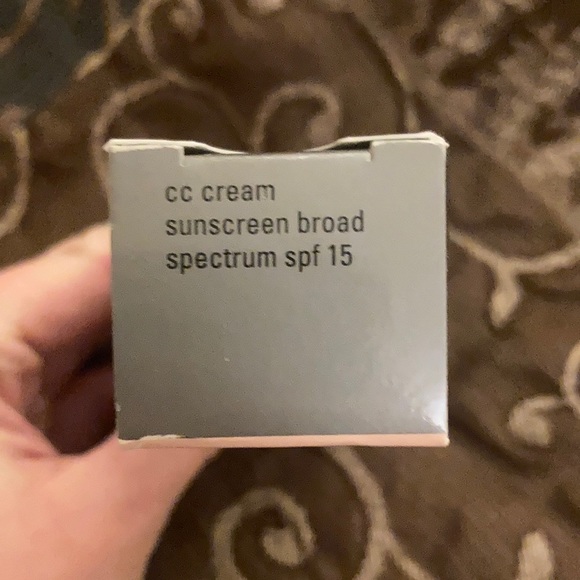 cc cream
sunscreen broad
spectrum spf 15